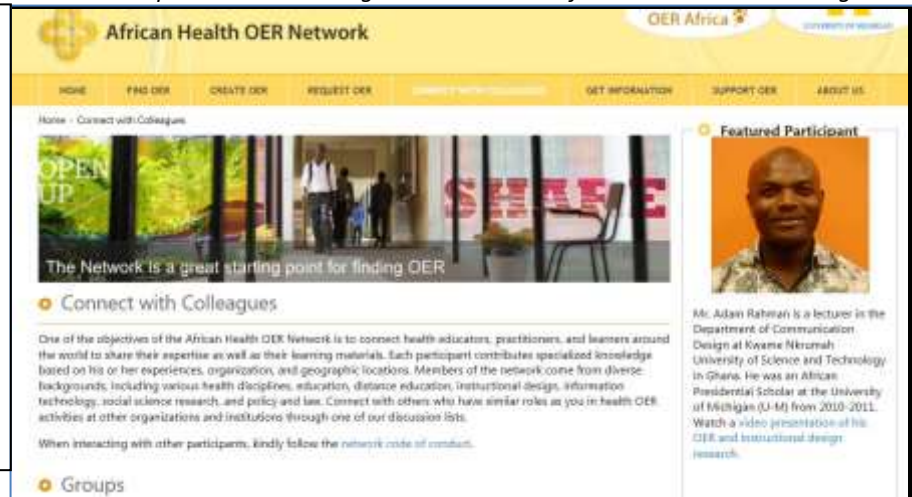 African Health OER Network
OER Africa
HOME FIND OER CREATE OER REQUEST OER CONNECT WITH COLLEAGUES GET INFORMATION SUPPORT OER ABOUT US
Home - Connect with Colleagues
OPEN
UP
SHARE
The Network is a great starting point for finding OER
Connect with Colleagues
One of the objectives of the African Health OER Network is to connect health educators, practitioners, and learners around
the world to share their expertise as well as their learning materials. Each participant contributes specialized knowledge
based on his or her experiences, organization, and geographic locations. Members of the network come from diverse
backgrounds, including various health disciplines, education, distance education, instructional design, information
technology, social science research, and policy and law. Connect with others who have similar roles as you in health OER
activities at other organizations and institutions through one of our discussion lists.
When interacting with other participants, kindly follow the network code of conduct.
Groups
Featured Participant
Mr. Adam Rahman is a lecturer in the
Department of Communication
Design at Kwame Nkrumah
University of Science and Technology
in Ghana. He was an African
Presidential Scholar at the University
of Michigan (U-M) from 2010-2011.
Watch a video presentation of his
OER and instructional design
research.